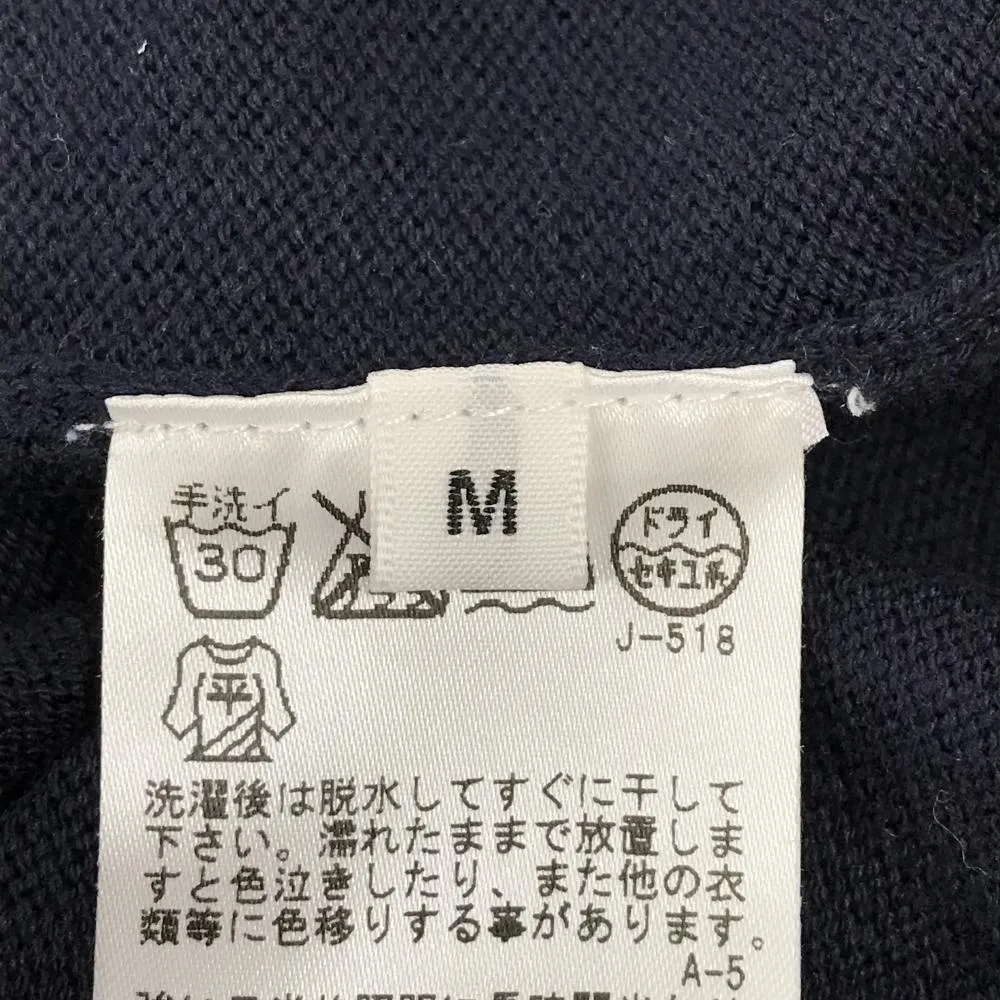 M
手洗イ
30
ドライ
セキユ系
J-518
平
洗濯後は脱水してすぐに干して
下さい。濡れたままで放置しま
すと色泣きしたり、また他の衣
類等に色移りする事があります。
A-5